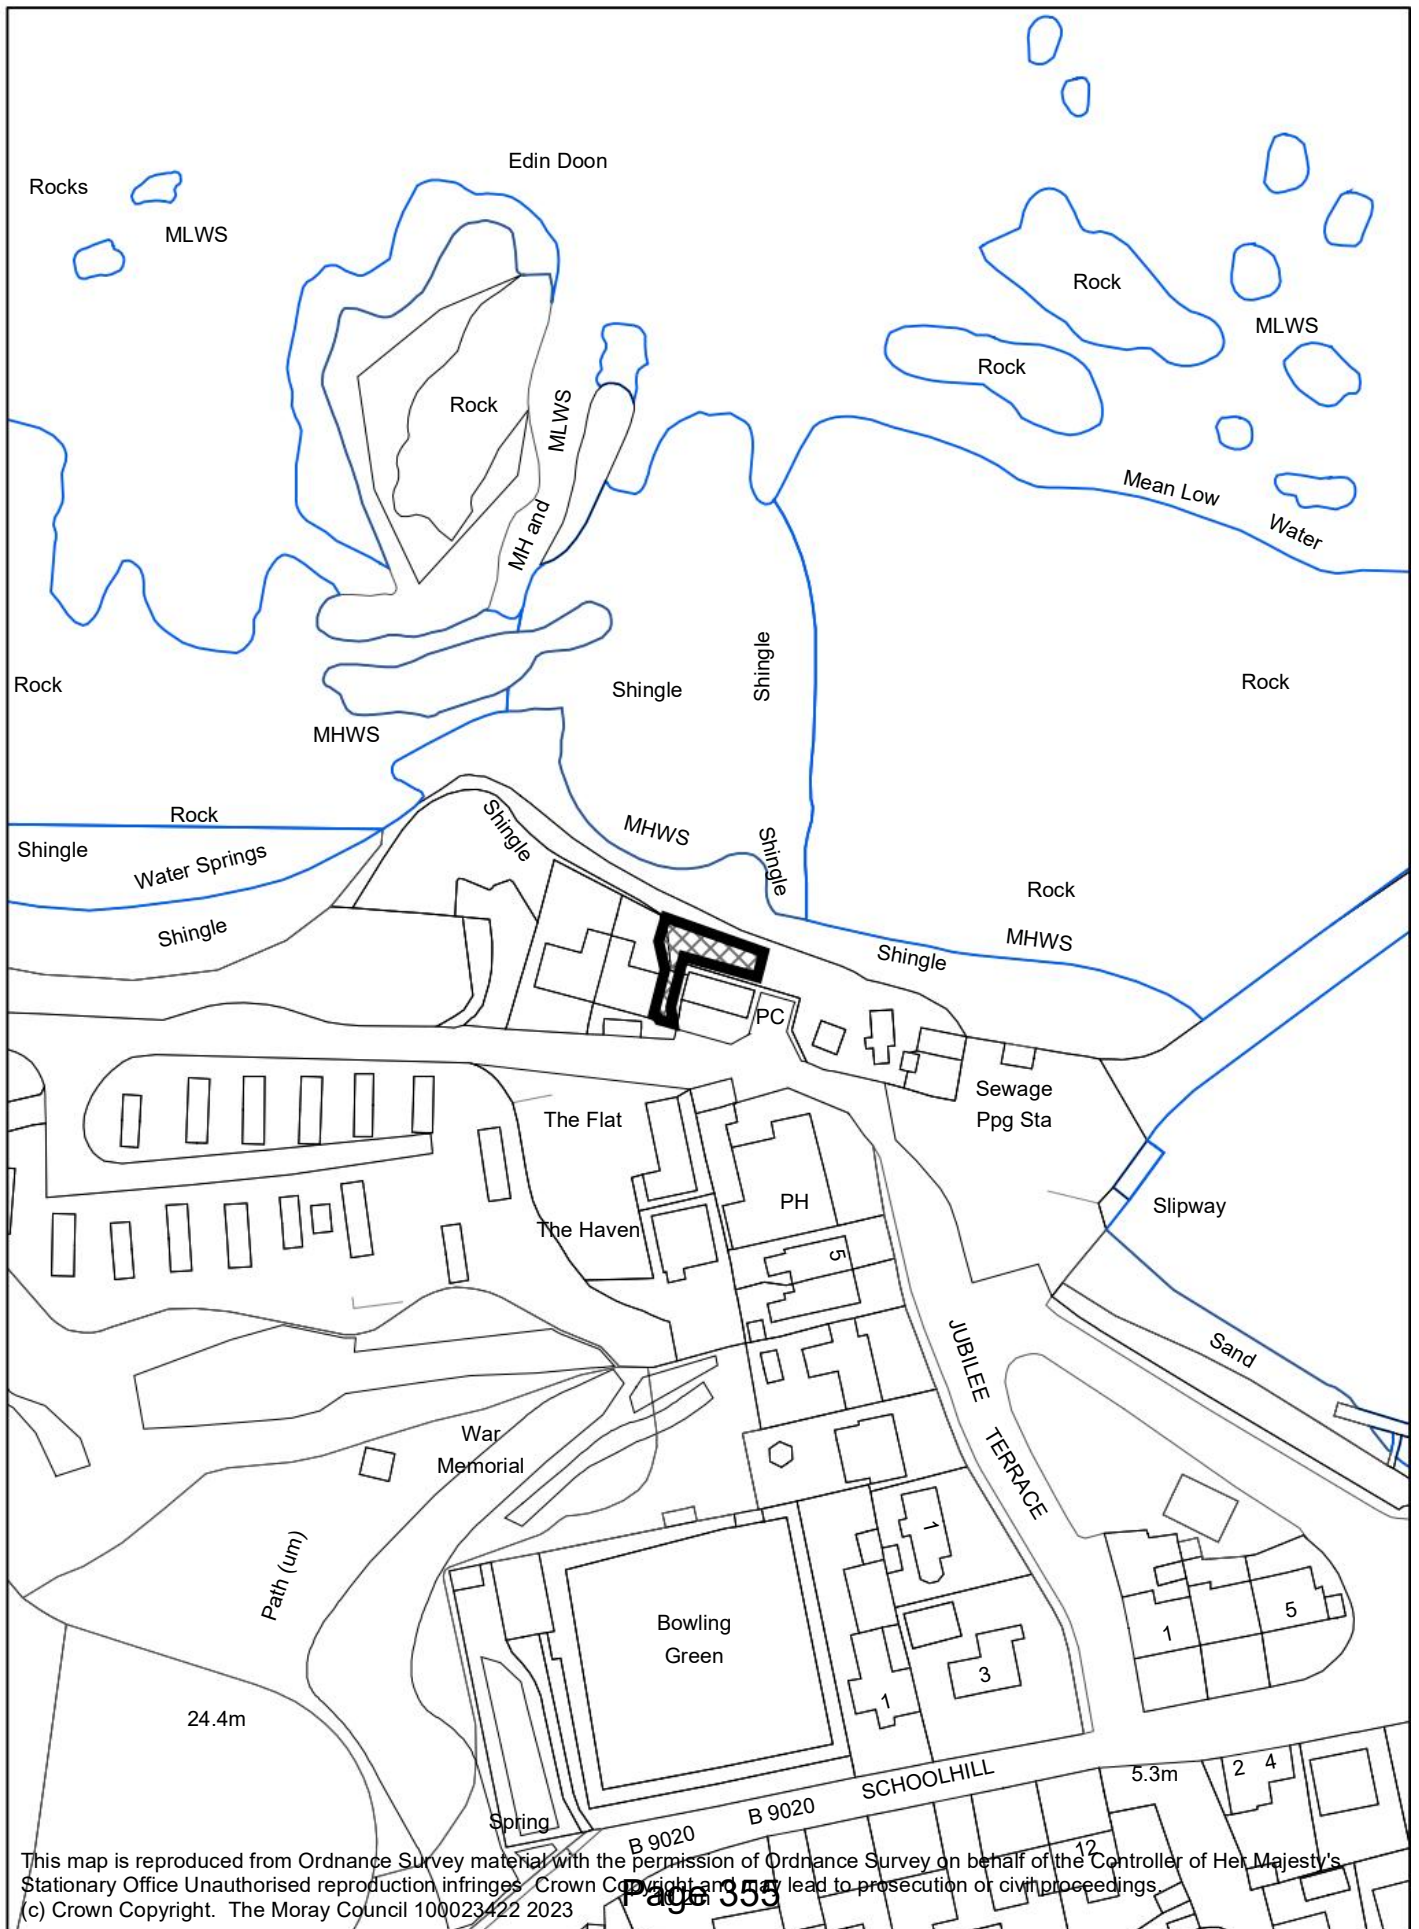 Edin Doon
Rocks
MLWS
Rock
Rock
MLWS
Rock
Rock
MH and MLWS
Mean Low Water
Shingle
Shingle
Rock
Rock
MHWS
Rock
Shingle
Water Springs
Shingle
Shingle
MHWS
Shingle
Rock
MHWS
Shingle
PC
Sewage
Ppg Sta
The Flat
PH
Slipway
The Haven
5
JUBILEE TERRACE
Sand
War
Memorial
Path (um)
1
Bowling
Green
5
1
3
1
24.4m
SCHOOLHILL
5.3m
2 4
B 9020
Spring
B 9020
12
This map is reproduced from Ordnance Survey material with the permission of Ordnance Survey on behalf of the Controller of Her Majesty's
Stationary Office Unauthorised reproduction infringes Crown Copyright and may lead to prosecution or civil proceedings.
Page 355
(c) Crown Copyright. The Moray Council 100023422 2023